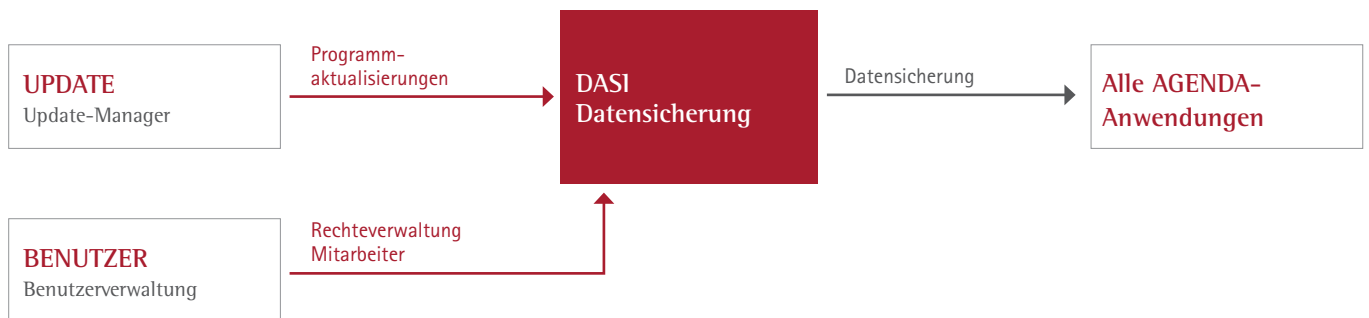 UPDATE
Update-Manager
Programm-
aktualisierungen
DASI
Datensicherung
Datensicherung
Alle AGENDA-
Anwendungen
BENUTZER
Benutzerverwaltung
Rechteverwaltung
Mitarbeiter